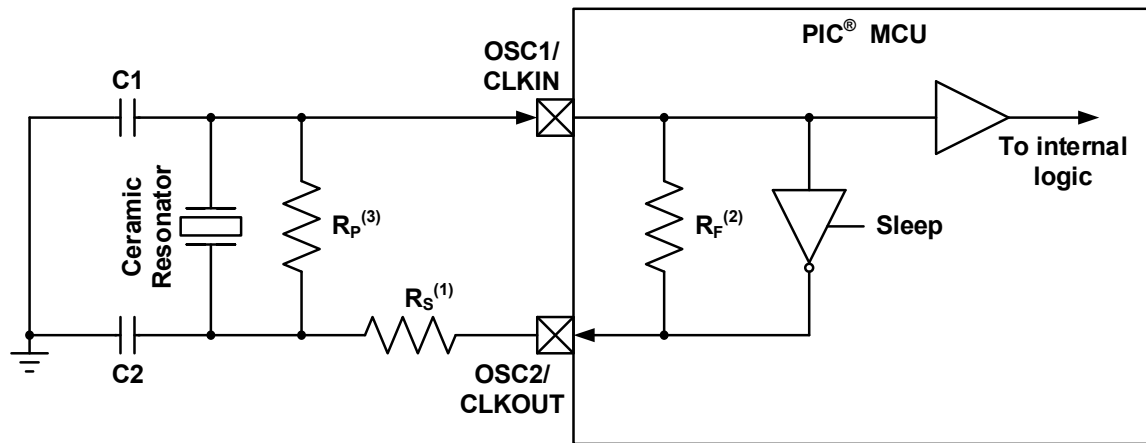 PIC® MCU
OSC1/
CLKIN
C1
To internal
logic
Ceramic
Resonator
RP(3)
RF(2)
Sleep
RS(1)
C2
OSC2/
CLKOUT